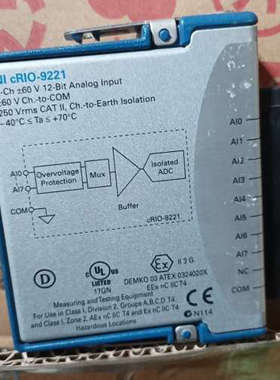 NI cRIO-9221
-Ch ±60 V 12-Bit Analog Input
±60 V Ch.-to-COM
250 Vrms CAT II, Ch-to-Earth Isolation
-40°C ≤ Ta ≤ +70°C
AI0
AI7
COM
Overvoltage
Protection
Mux
Buffer
Isolated
ADC
cRIO-9221
AI0
AI1
AI2
AI3
AI4
AI5
AI6
AI7
NC
COM
D
c UL US
LISTED
17GN
Ex II 3 G
DEMKO 03 ATEX 0324020X
EEx nC IIC T4
Measuring and Testing Equipment
For Use in Class I, Division 2, Groups A,B,C,D T4,
and Class I, Zone 2, AEx nC IIC T4 and Ex nC IIC T4
Hazardous Locations
N114